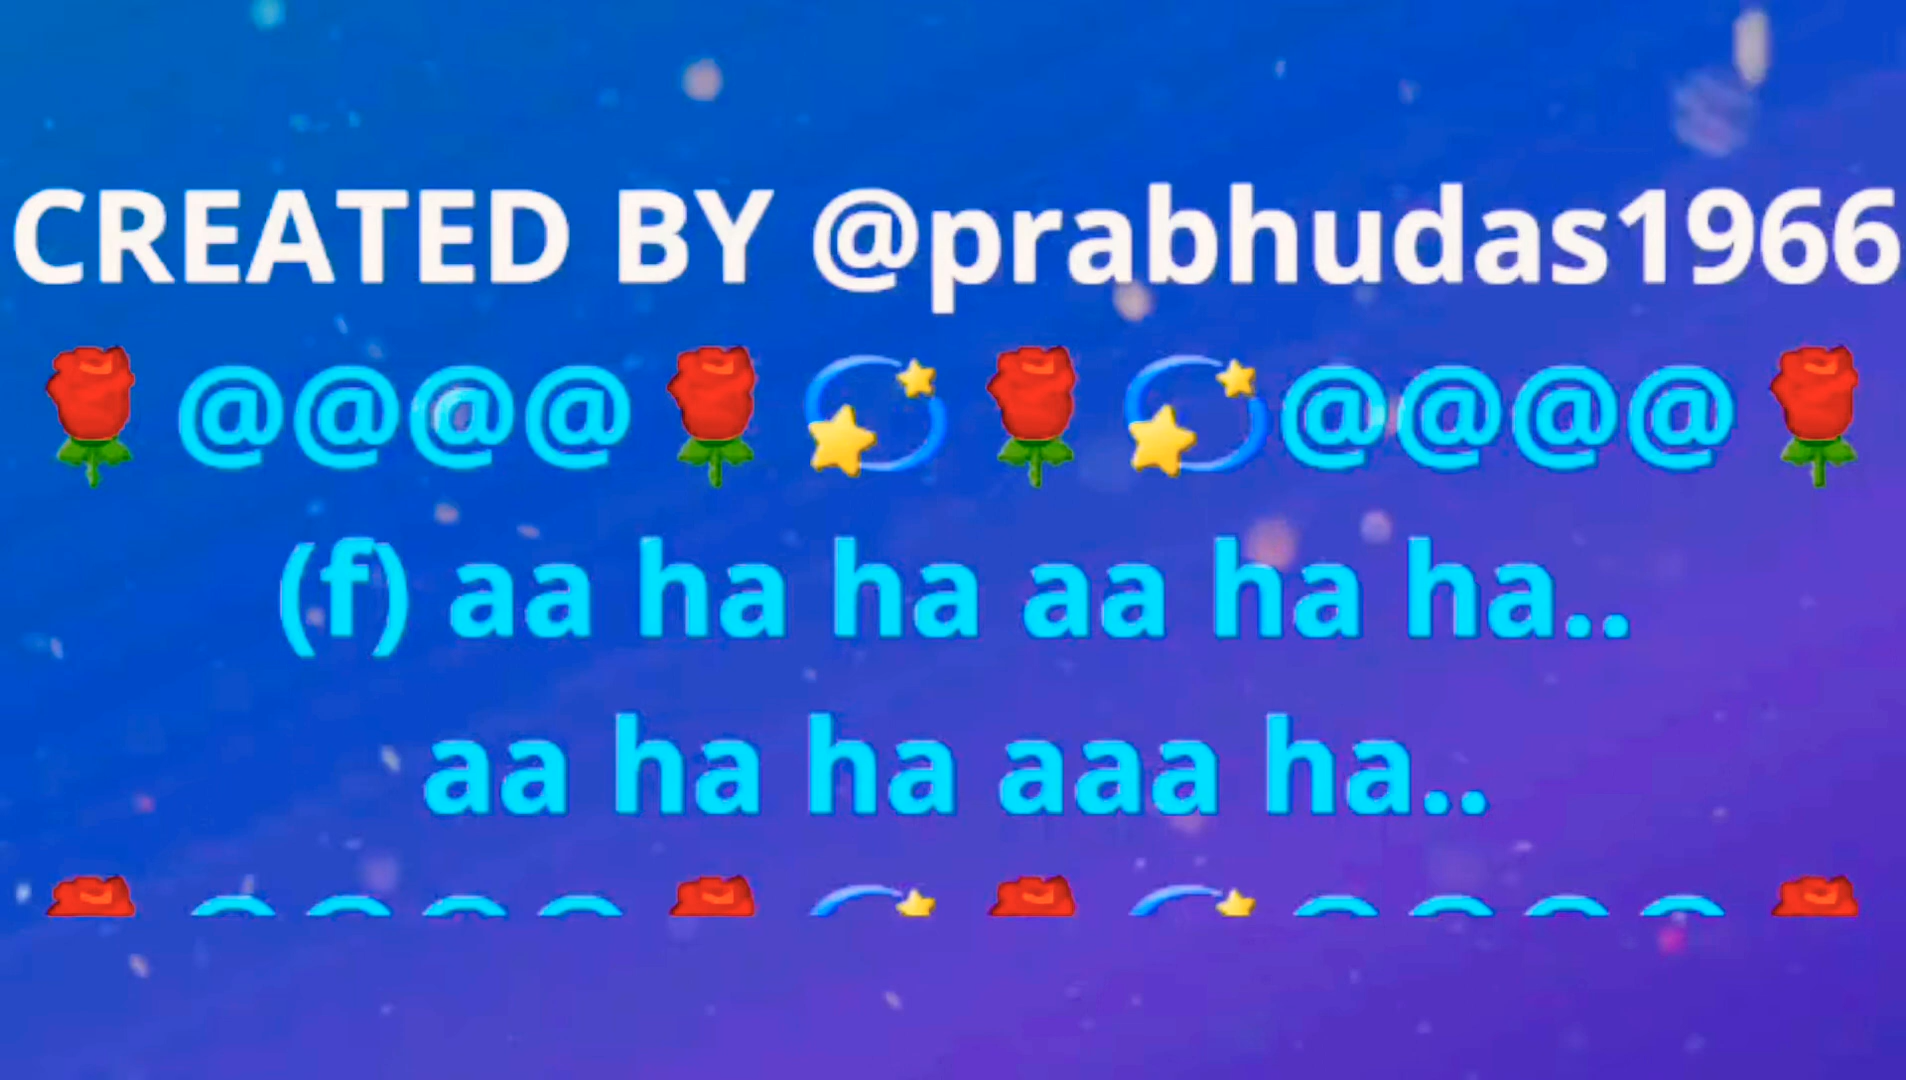 CREATED BY @prabhudas1966
🌹@@@@🌹💫🌹💫@@@@🌹
(f) aa ha ha aa ha ha..
aa ha ha aaa ha..